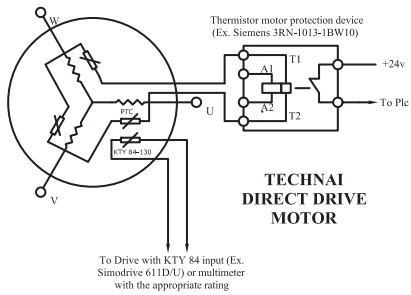 Thermistor motor protection device
(Ex. Siemens 3RN-1013-1BW10)
W
T1
+24v
A1
PTC
U
A2
To Plc
T2
KTY 84-130
V
TECHNAI
DIRECT DRIVE
MOTOR
To Drive with KTY 84 input (Ex.
Simodrive 611D/U) or multimeter
with the appropriate rating